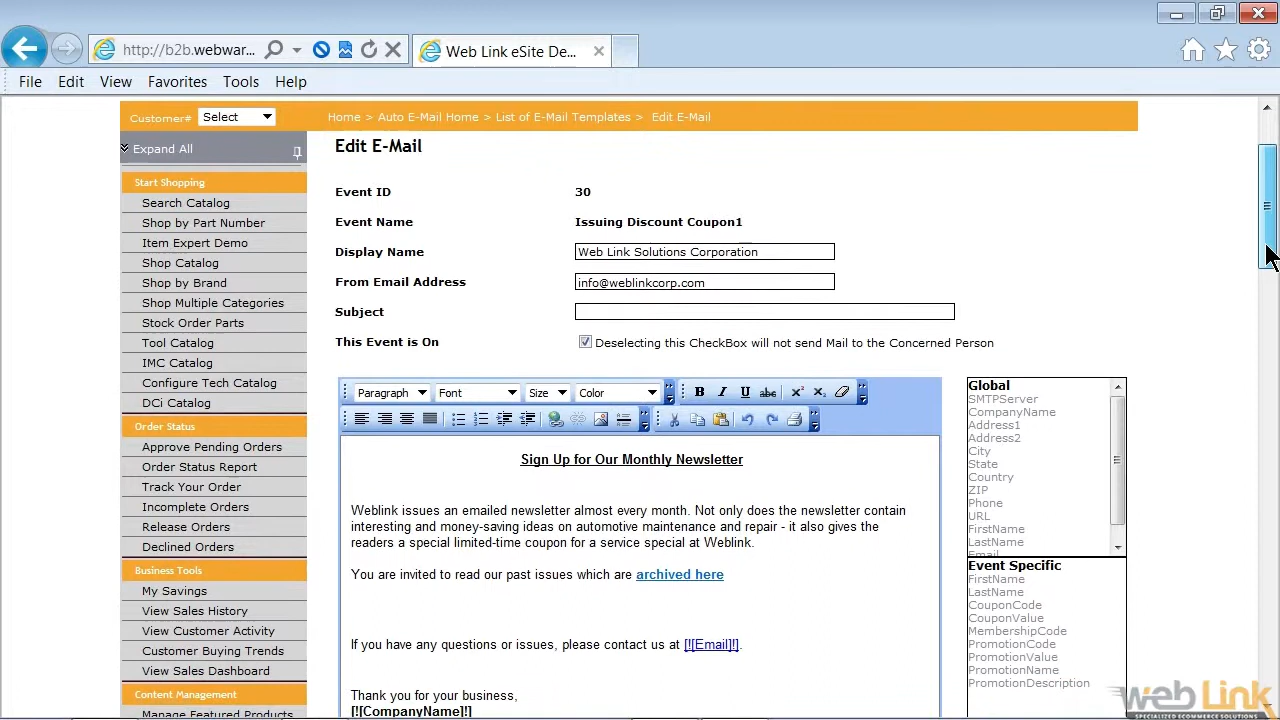 http://b2b.webwar...
Web Link eSite De...
File Edit View Favorites Tools Help
Customer# Select
Home > Auto E-Mail Home > List of E-Mail Templates > Edit E-Mail
Expand All
Start Shopping
Search Catalog
Shop by Part Number
Item Expert Demo
Shop Catalog
Shop by Brand
Shop Multiple Categories
Stock Order Parts
Tool Catalog
IMC Catalog
Configure Tech Catalog
DCi Catalog
Order Status
Approve Pending Orders
Order Status Report
Track Your Order
Incomplete Orders
Release Orders
Declined Orders
Business Tools
My Savings
View Sales History
View Customer Activity
Customer Buying Trends
View Sales Dashboard
Content Management
Manage Featured Products
Edit E-Mail
Event ID 30
Event Name Issuing Discount Coupon1
Display Name Web Link Solutions Corporation
From Email Address info@weblinkcorp.com
Subject
This Event is On Deselecting this CheckBox will not send Mail to the Concerned Person
Paragraph Font Size Color B I U abc x² x₂
Sign Up for Our Monthly Newsletter
Weblink issues an emailed newsletter almost every month. Not only does the newsletter contain
interesting and money-saving ideas on automotive maintenance and repair - it also gives the
readers a special limited-time coupon for a service special at Weblink.
You are invited to read our past issues which are archived here
If you have any questions or issues, please contact us at [![Email]!].
Thank you for your business,
[![CompanyName]!]
Global
SMTPServer
CompanyName
Address1
Address2
City
State
Country
ZIP
Phone
URL
FirstName
LastName
Email
Event Specific
FirstName
LastName
CouponCode
CouponValue
MembershipCode
PromotionCode
PromotionValue
PromotionName
PromotionDescription
web Link
SPECIALIZED ECOMMERCE SOLUTIONS